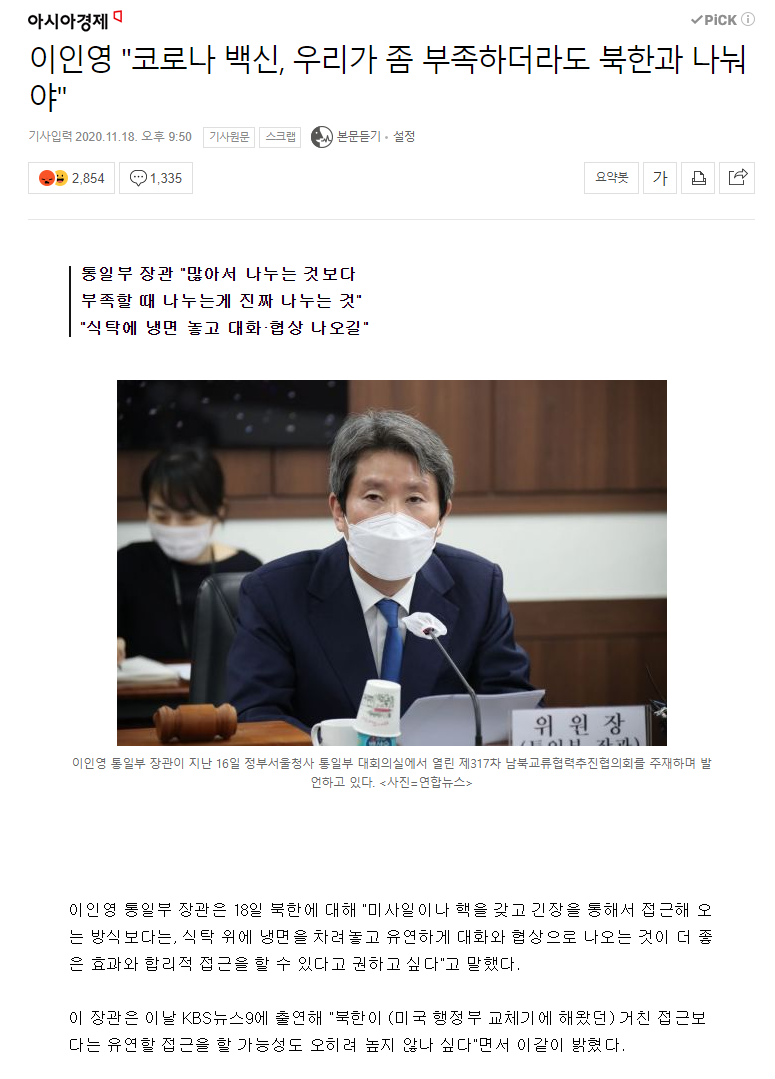 아시아경제
PiCK
이인영 "코로나 백신, 우리가 좀 부족하더라도 북한과 나눠
야"
기사입력 2020.11.18. 오후 9:50 기사원문 스크랩 본문듣기 · 설정
2,854 1,335 요약봇 가
통일부 장관 "많아서 나누는 것보다
부족할 때 나누는게 진짜 나누는 것"
"식탁에 냉면 놓고 대화·협상 나오길"
위 원 장
(통일부 장관)
이인영 통일부 장관이 지난 16일 정부서울청사 통일부 대회의실에서 열린 제317차 남북교류협력추진협의회를 주재하며 발
언하고 있다. <사진=연합뉴스>
이인영 통일부 장관은 18일 북한에 대해 "미사일이나 핵을 갖고 긴장을 통해서 접근해 오
는 방식보다는, 식탁 위에 냉면을 차려놓고 유연하게 대화와 협상으로 나오는 것이 더 좋
은 효과와 합리적 접근을 할 수 있다고 권하고 싶다"고 말했다.
이 장관은 이날 KBS뉴스9에 출연해 "북한이 (미국 행정부 교체기에 해왔던) 거친 접근보
다는 유연할 접근을 할 가능성도 오히려 높지 않나 싶다"면서 이같이 밝혔다.